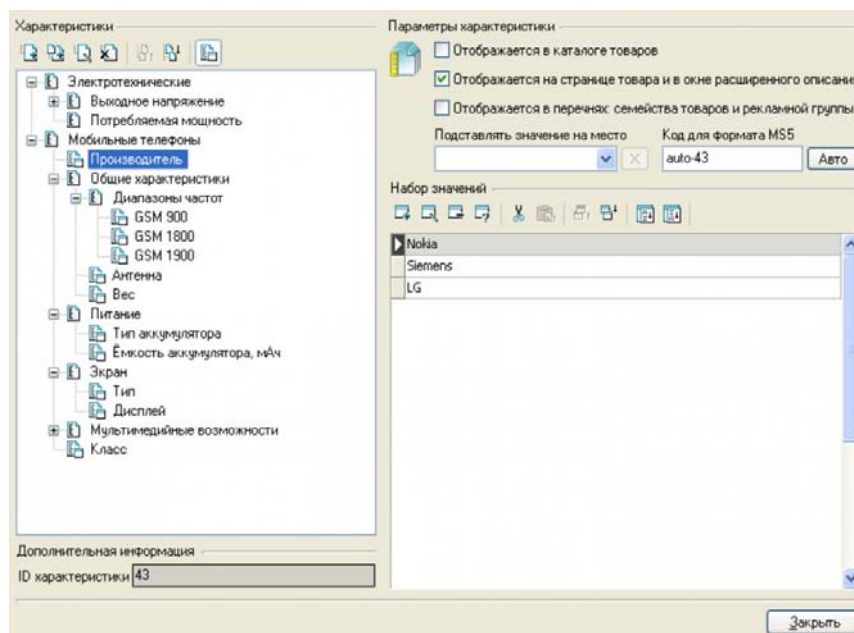 Характеристики
Электротехнические
Выходное напряжение
Потребляемая мощность
Мобильные телефоны
Производитель
Общие характеристики
Диапазоны частот
GSM 900
GSM 1800
GSM 1900
Антенна
Вес
Питание
Тип аккумулятора
Ёмкость аккумулятора, мАч
Экран
Тип
Дисплей
Мультимедийные возможности
Класс
Дополнительная информация
ID характеристики 43
Параметры характеристики
Отображается в каталоге товаров
Отображается на странице товара и в окне расширенного описание
Отображается в перечнях: семейства товаров и рекламной группы
Подставлять значение на место Код для формата MS5
auto-43 Авто
Набор значений
Nokia
Siemens
LG
Закрыть